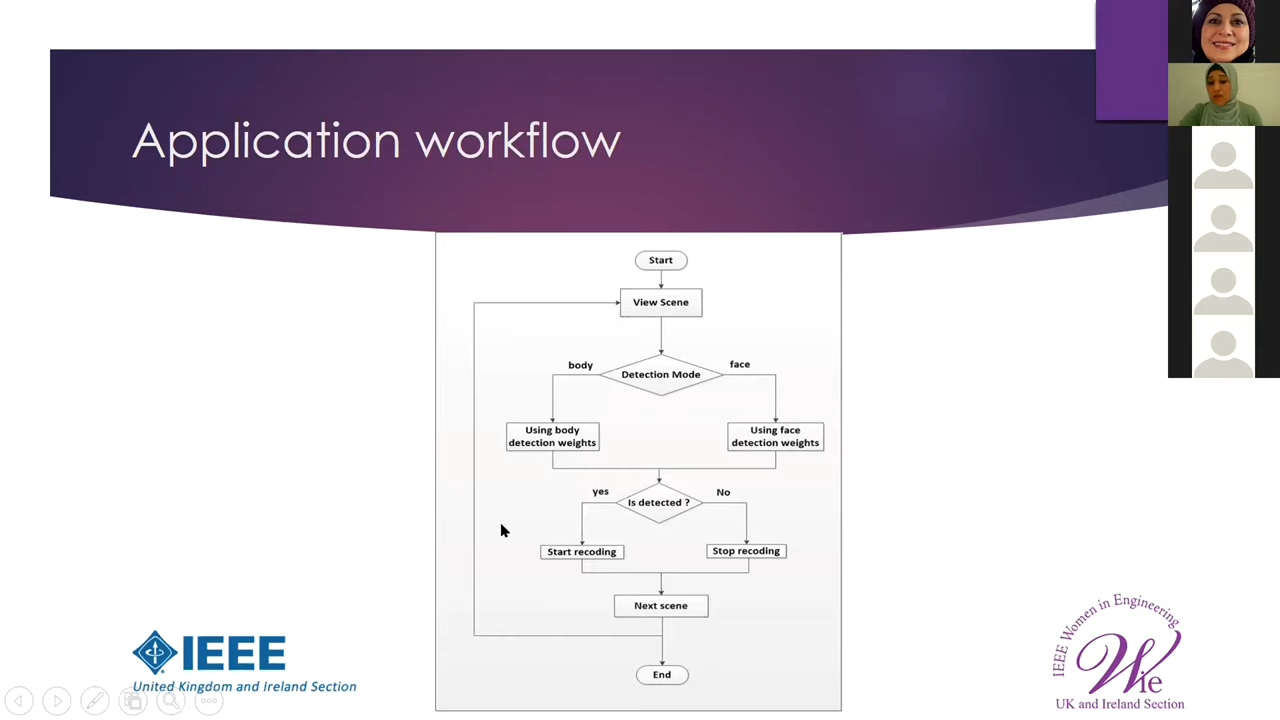 Application workflow
Start
View Scene
body
face
Detection Mode
Using body
detection weights
Using face
detection weights
yes
No
Is detected ?
Start recoding
Stop recoding
Next scene
End
IEEE
United Kingdom and Ireland Section
IEEE Women in Engineering
Wie
UK and Ireland Section